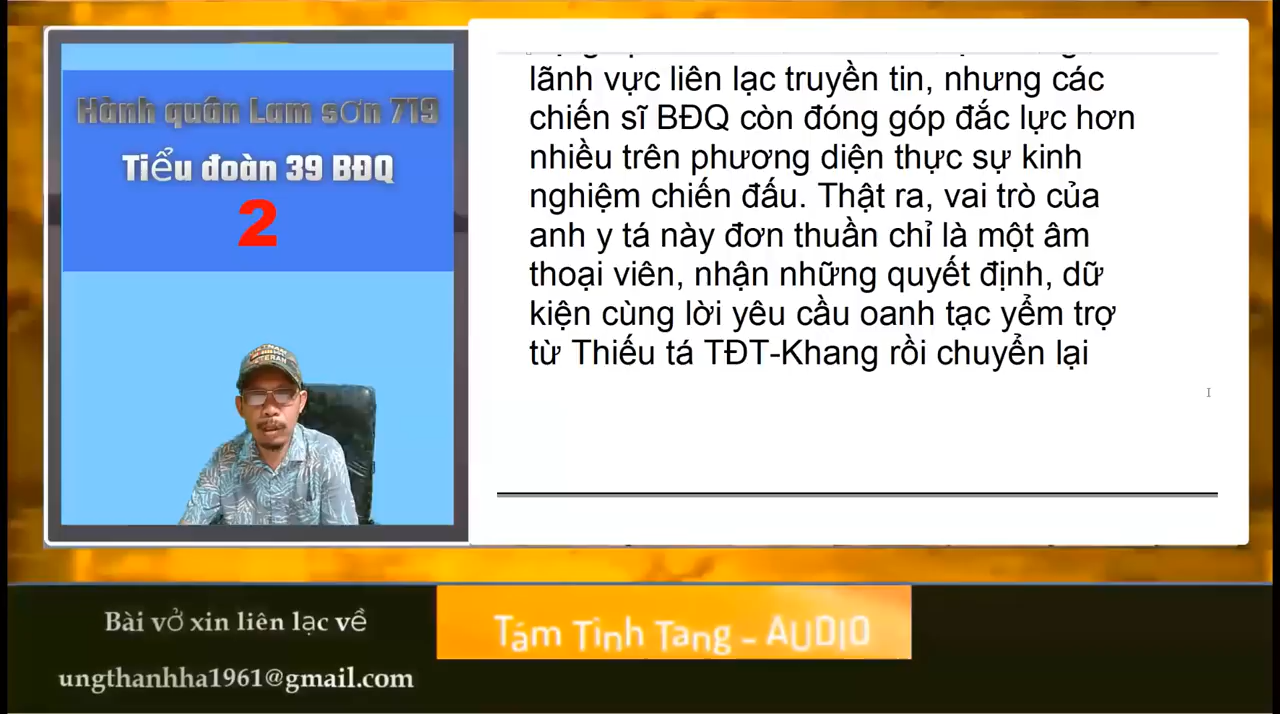 Hành quân Lam sơn 719
Tiểu đoàn 39 BĐQ
2
VETERAN
lãnh vực liên lạc truyền tin, nhưng các
chiến sĩ BĐQ còn đóng góp đắc lực hơn
nhiều trên phương diện thực sự kinh
nghiệm chiến đấu. Thật ra, vai trò của
anh y tá này đơn thuần chỉ là một âm
thoại viên, nhận những quyết định, dữ
kiện cùng lời yêu cầu oanh tạc yểm trợ
từ Thiếu tá TĐT-Khang rồi chuyển lại
Bài vở xin liên lạc về
ungthanhha1961@gmail.com
Tám Tình Tang - AUDIO